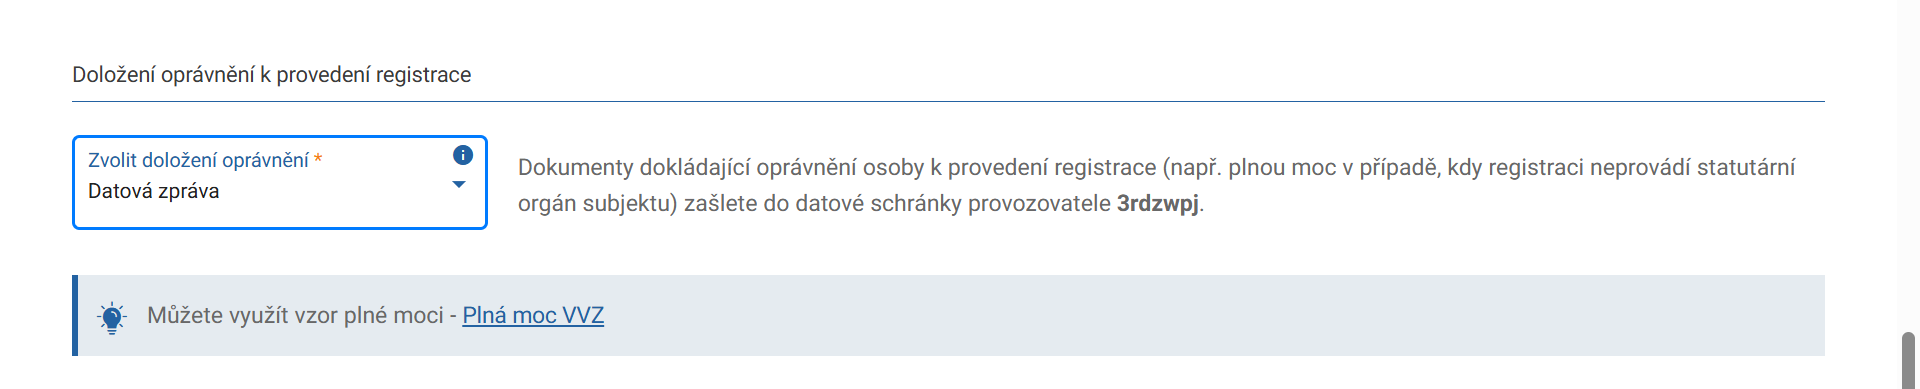 Doložení oprávnění k provedení registrace
Zvolit doložení oprávnění *
Datová zpráva
Dokumenty dokládající oprávnění osoby k provedení registrace (např. plnou moc v případě, kdy registraci neprovádí statutární
orgán subjektu) zašlete do datové schránky provozovatele 3rdzwpj.
Můžete využít vzor plné moci - Plná moc VVZ